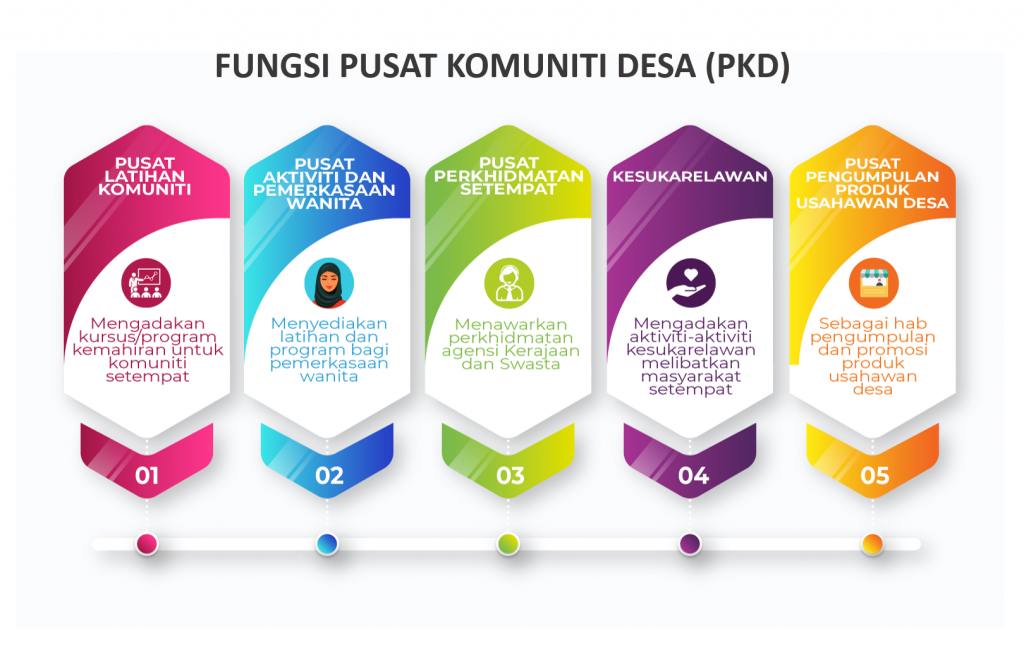 FUNGSI PUSAT KOMUNITI DESA (PKD)
PUSAT
LATIHAN
KOMUNITI
Mengadakan
kursus/program
kemahiran untuk
komuniti
setempat
01
PUSAT
AKTIVITI DAN
PEMERKASAAN
WANITA
Menyediakan
latihan dan
program bagi
pemerkasaan
wanita
02
PUSAT
PERKHIDMATAN
SETEMPAT
Menawarkan
perkhidmatan
agensi Kerajaan
dan Swasta
03
KESUKARELAWAN
Mengadakan
aktiviti-aktiviti
kesukarelawan
melibatkan
masyarakat
setempat
04
PUSAT
PENGUMPULAN
PRODUK
USAHAWAN DESA
Sebagai hab
pengumpulan
dan promosi
produk
usahawan
desa
05